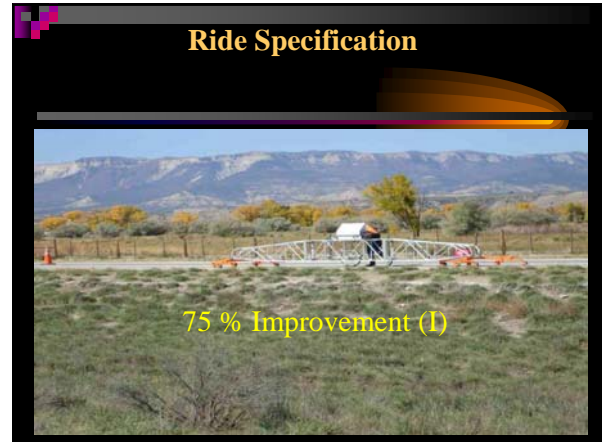 Ride Specification
75 % Improvement (I)